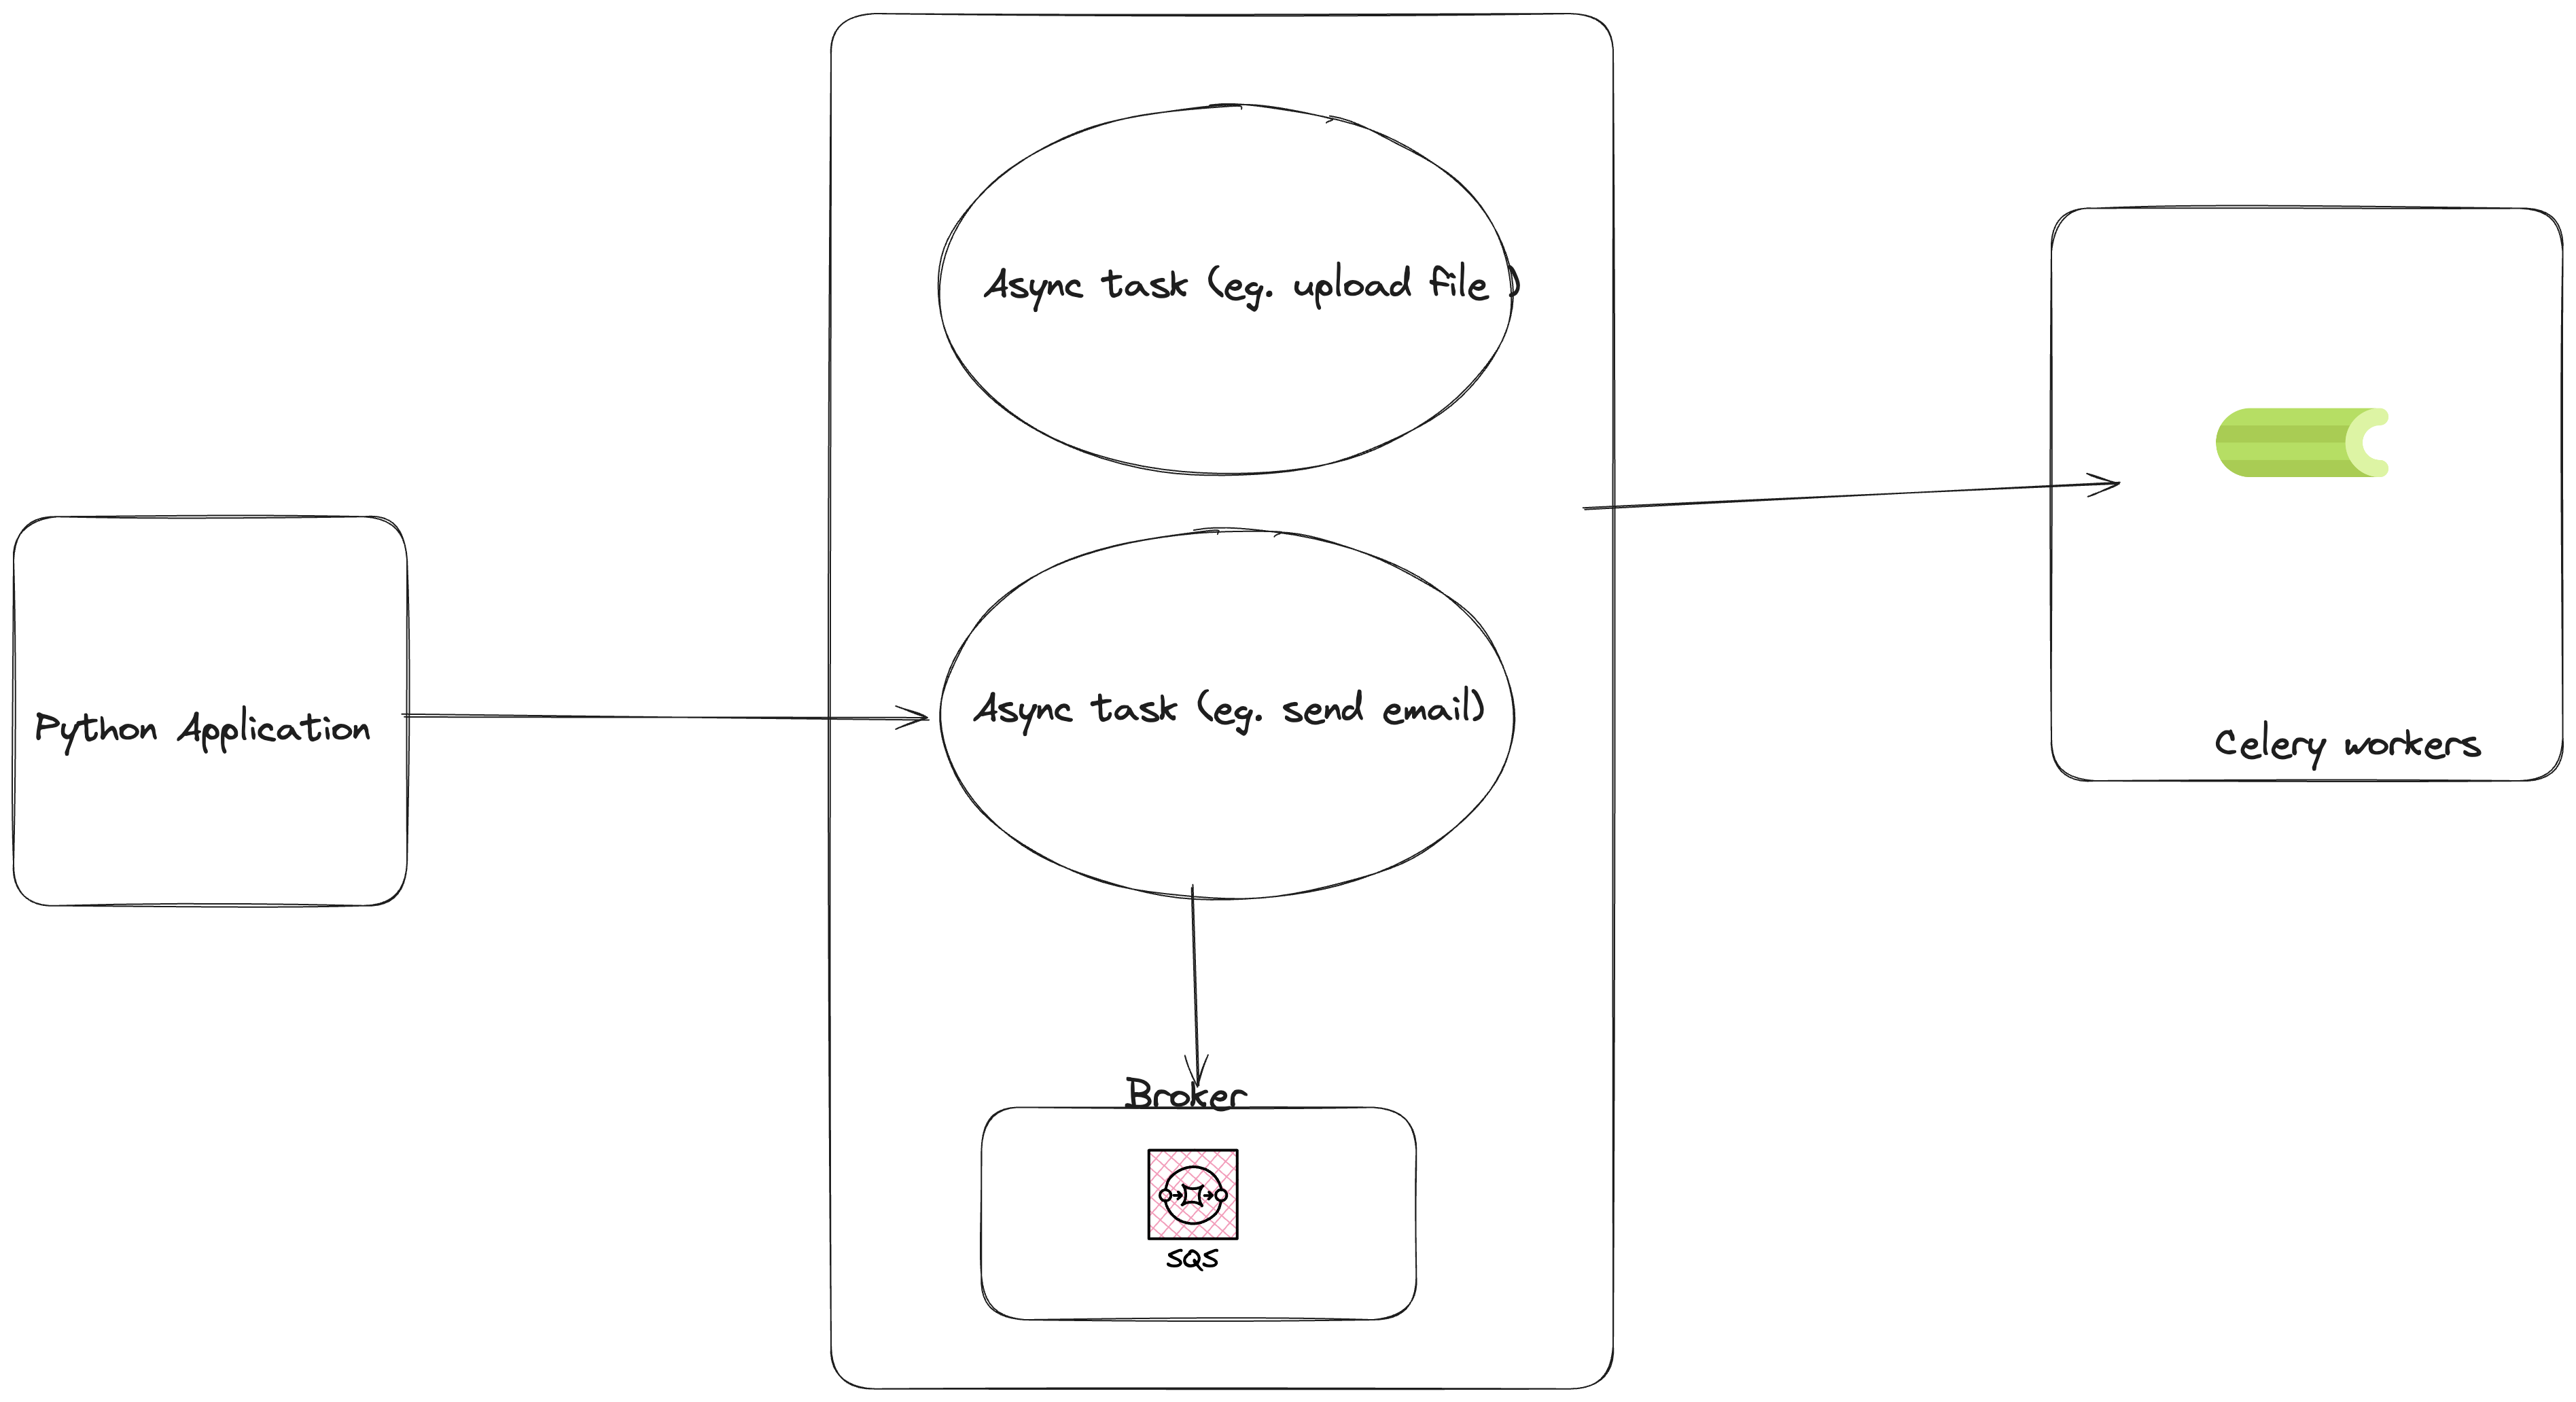 Async task (eg. upload file )
Python Application
Async task (eg. send email)
Celery workers
Broker
SQS